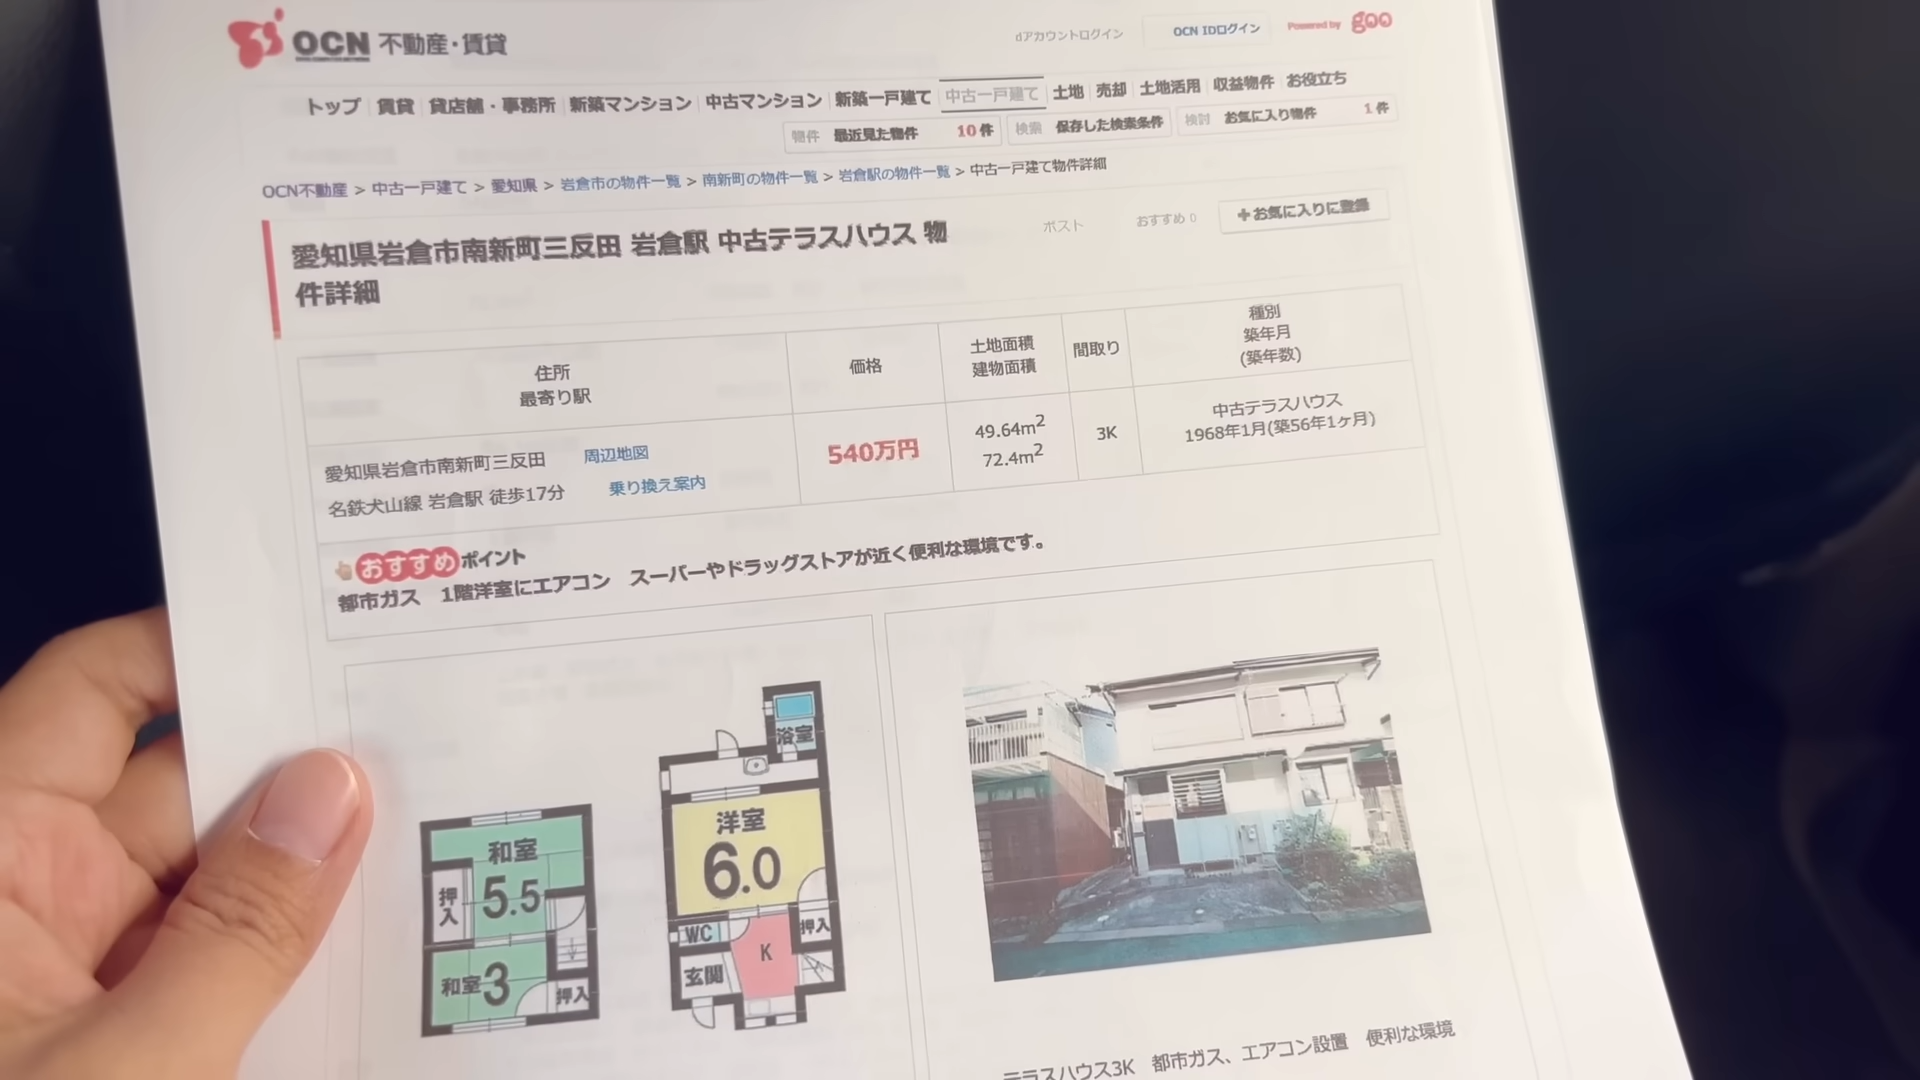 OCN 不動産・賃貸
dアカウントログイン OCN IDログイン Powered by goo
トップ 賃貸 貸店舗・事務所 新築マンション 中古マンション 新築一戸建て 中古一戸建て 土地 売却 土地活用 収益物件 お役立ち
物件 最近見た物件 10件 検索 保存した検索条件 検討 お気に入り物件 1件
OCN不動産 > 中古一戸建て > 愛知県 > 岩倉市の物件一覧 > 南新町の物件一覧 > 岩倉駅の物件一覧 > 中古一戸建て物件詳細
愛知県岩倉市南新町三反田 岩倉駅 中古テラスハウス 物
件詳細
ポスト おすすめ 0 +お気に入りに登録
住所
最寄り駅
価格
土地面積
建物面積
間取り
種別
築年月
(築年数)
愛知県岩倉市南新町三反田 周辺地図
名鉄犬山線 岩倉駅 徒歩17分 乗り換え案内
540万円
49.64m²
72.4m²
3K
中古テラスハウス
1968年1月(築56年1ヶ月)
おすすめポイント
都市ガス 1階洋室にエアコン スーパーやドラッグストアが近く便利な環境です。
和室
5.5
押入
和室3
押入
浴室
洋室
6.0
WC
押入
K
玄関
テラスハウス3K 都市ガス、エアコン設置 便利な環境